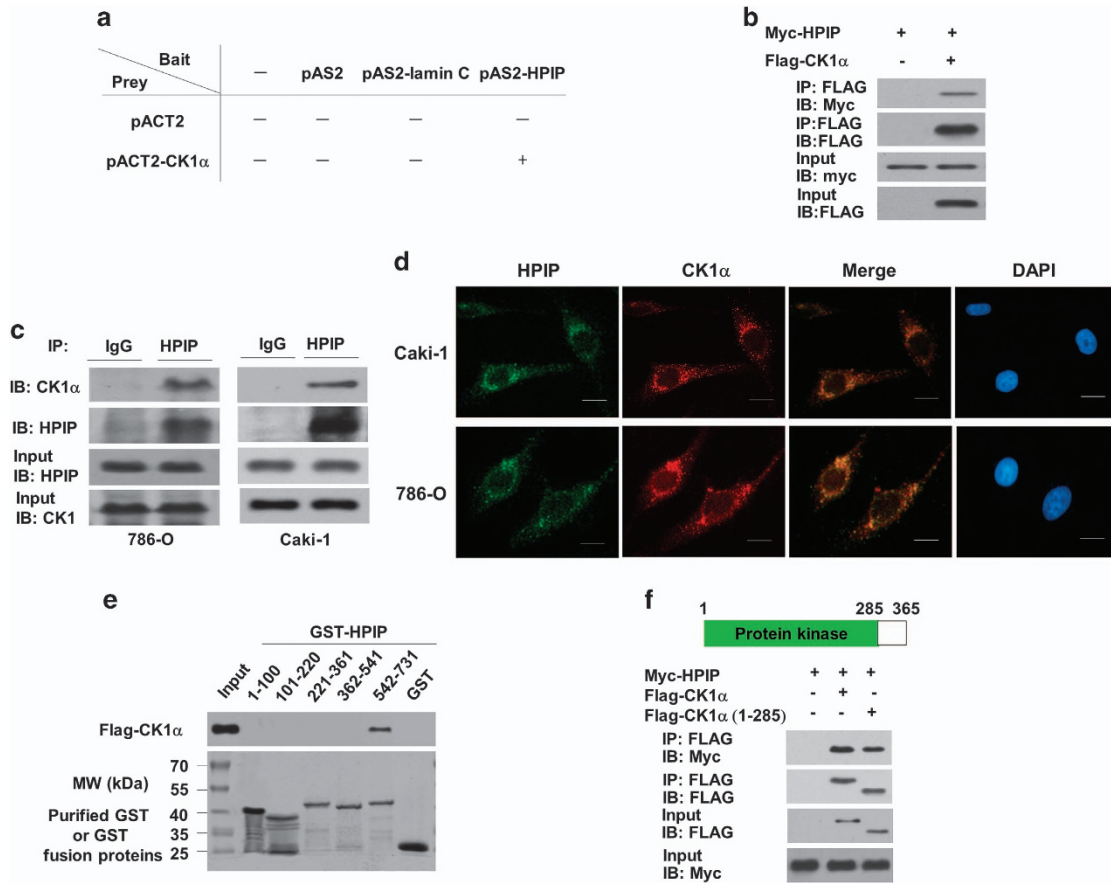 a
Bait
Prey
— pAS2 pAS2-lamin C pAS2-HPIP
pACT2 — — — —
pACT2-CK1α — — — +
b
Myc-HPIP + +
Flag-CK1α - +
IP: FLAG
IB: Myc
IP:FLAG
IB:FLAG
Input
IB: myc
Input
IB:FLAG
c
IP: IgG HPIP IgG HPIP
IB: CK1α
IB: HPIP
Input
IB: HPIP
Input
IB: CK1
786-O Caki-1
d
HPIP CK1α Merge DAPI
Caki-1
786-O
e
GST-HPIP
Input 1-100 101-220 221-361 362-541 542-731 GST
Flag-CK1α
MW (kDa)
70
55
40
35
25
Purified GST
or GST
fusion proteins
f
1 285 365
Protein kinase
Myc-HPIP + + +
Flag-CK1α - + -
Flag-CK1α (1-285) - - +
IP: FLAG
IB: Myc
IP: FLAG
IB: FLAG
Input
IB: FLAG
Input
IB: Myc